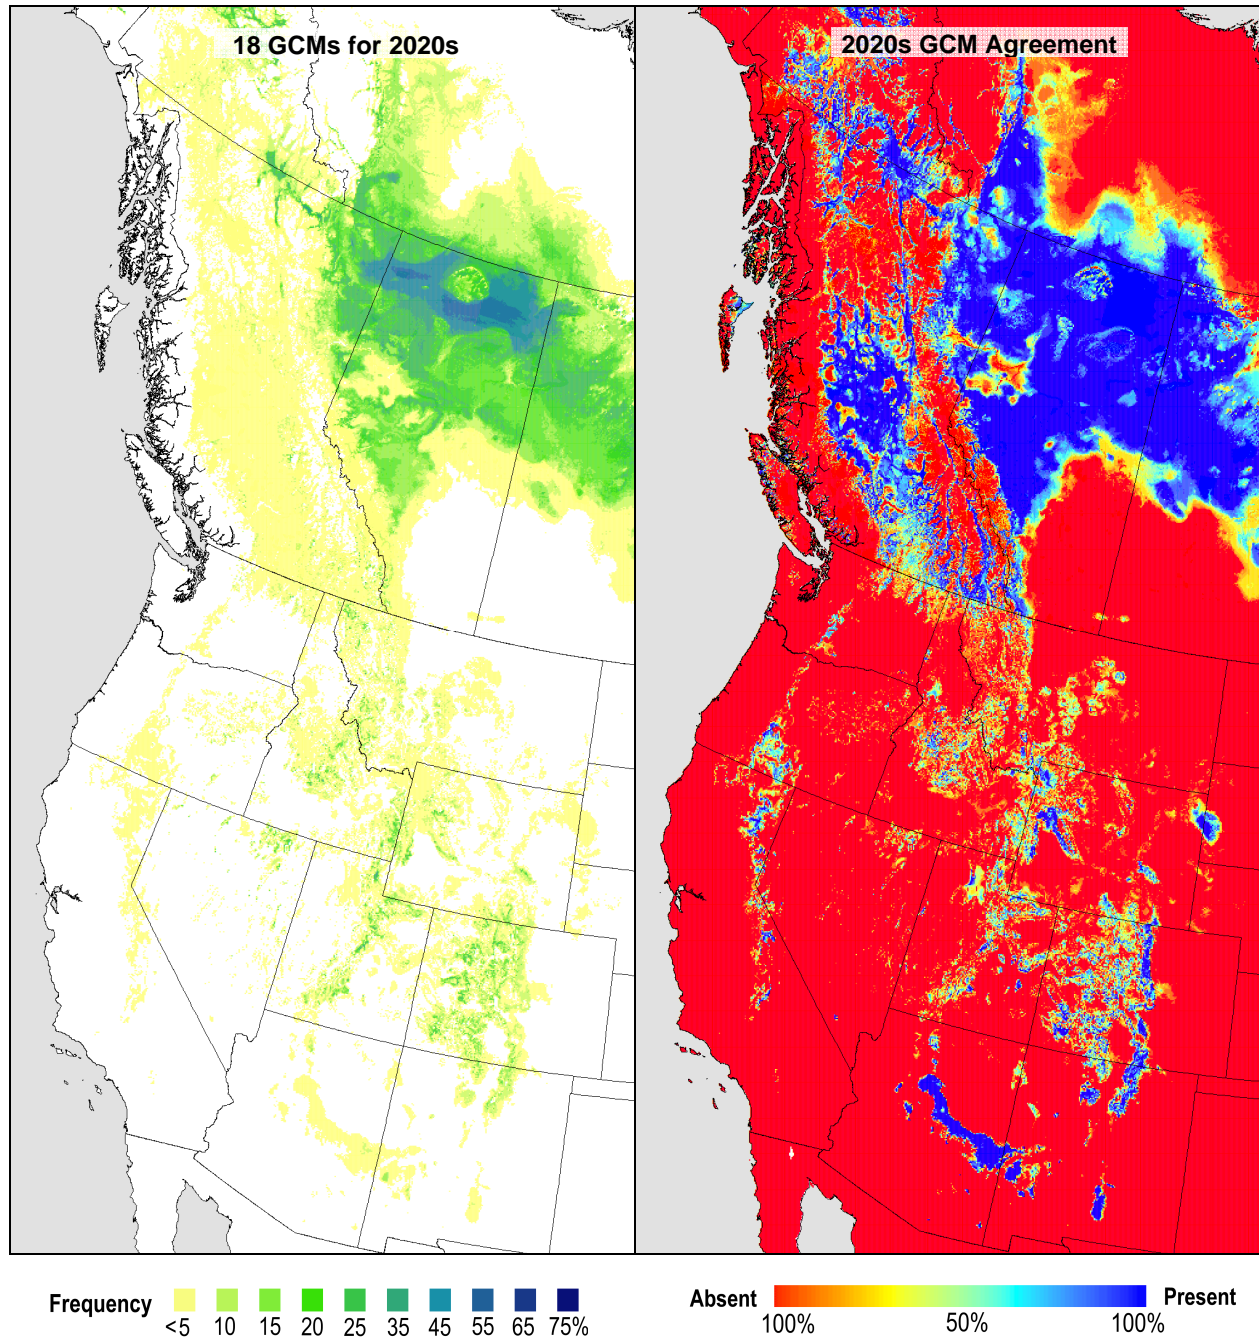 18 GCMs for 2020s
2020s GCM Agreement
Frequency
<5 10 15 20 25 35 45 55 65 75%
Absent
Present
100% 50% 100%